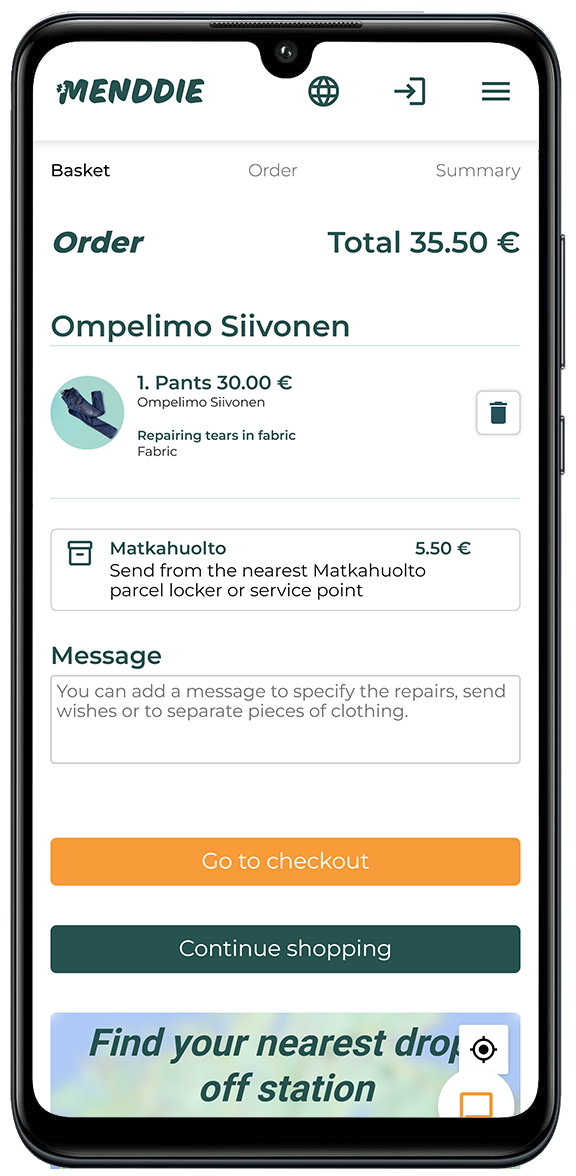 MENDDIE
Basket Order Summary
Order Total 35.50 €
Ompelimo Siivonen
1. Pants 30.00 €
Ompelimo Siivonen
Repairing tears in fabric
Fabric
Matkahuolto 5.50 €
Send from the nearest Matkahuolto
parcel locker or service point
Message
You can add a message to specify the repairs, send
wishes or to separate pieces of clothing.
Go to checkout
Continue shopping
Find your nearest drop
off station